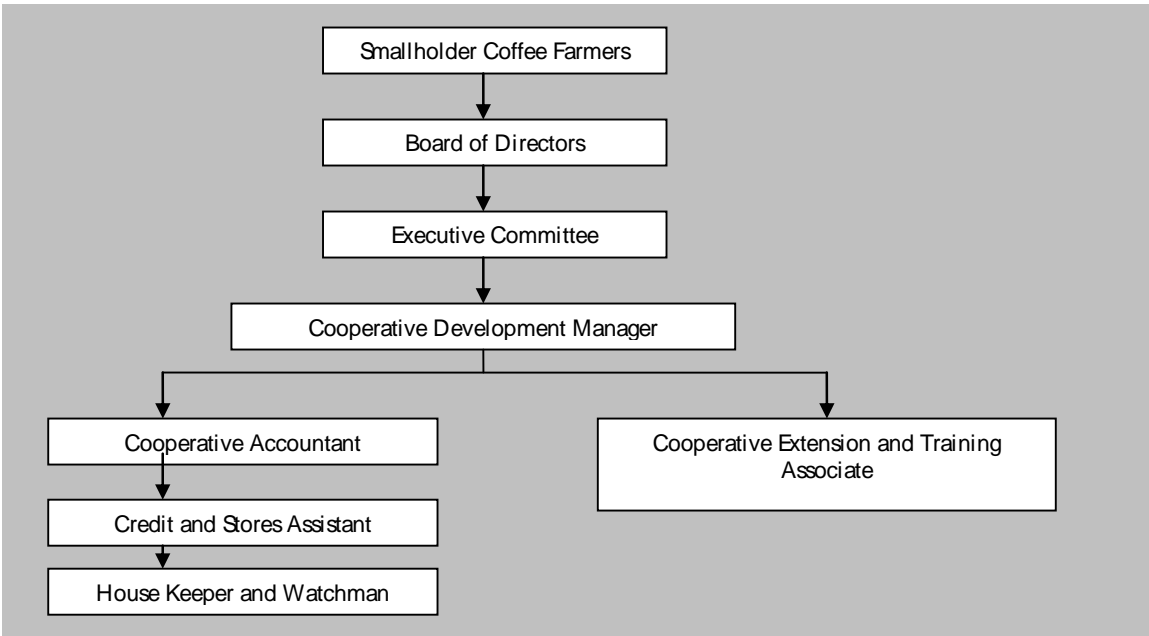 Smallholder Coffee Farmers
Board of Directors
Executive Committee
Cooperative Development Manager
Cooperative Accountant
Cooperative Extension and Training
Associate
Credit and Stores Assistant
House Keeper and Watchman